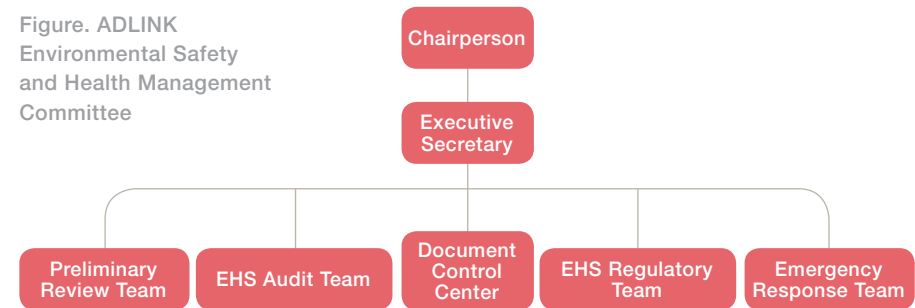 Figure. ADLINK
Environmental Safety
and Health Management
Committee
Chairperson
Executive
Secretary
Preliminary
Review Team
EHS Audit Team
Document
Control
Center
EHS Regulatory
Team
Emergency
Response Team